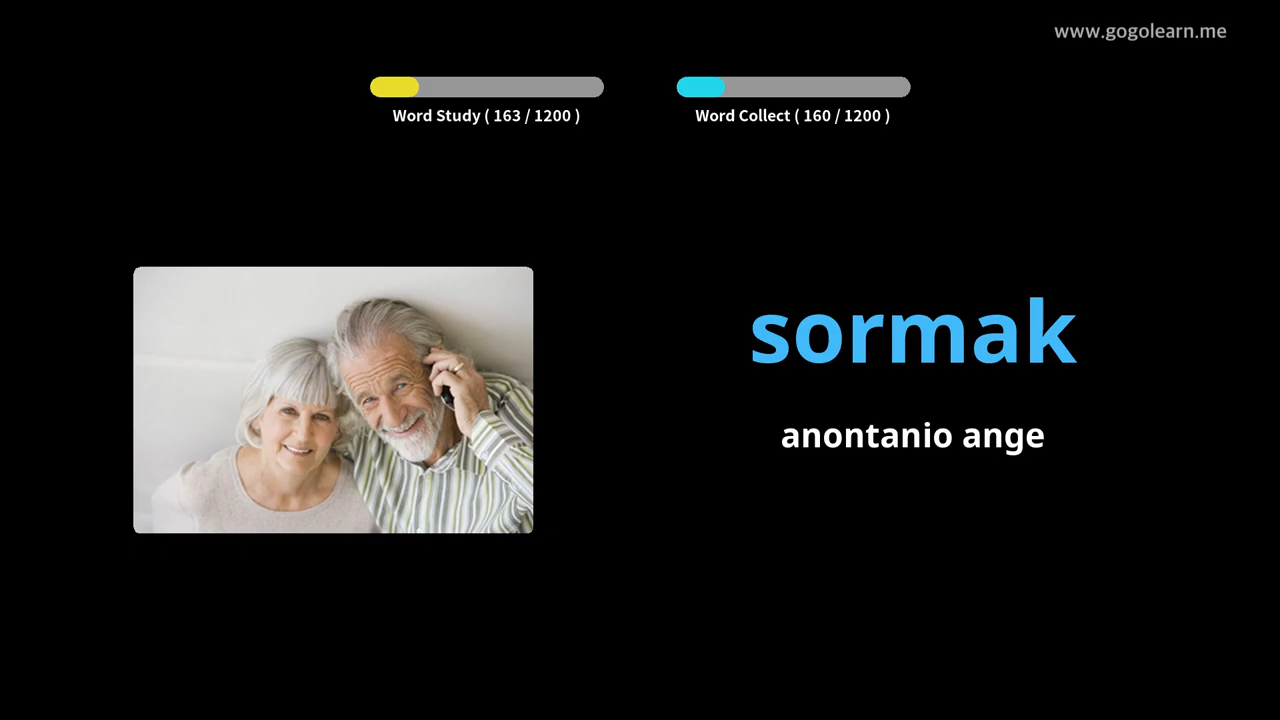 www.gogolearn.me
Word Study ( 163 / 1200 )
Word Collect ( 160 / 1200 )
sormak
anontanio ange